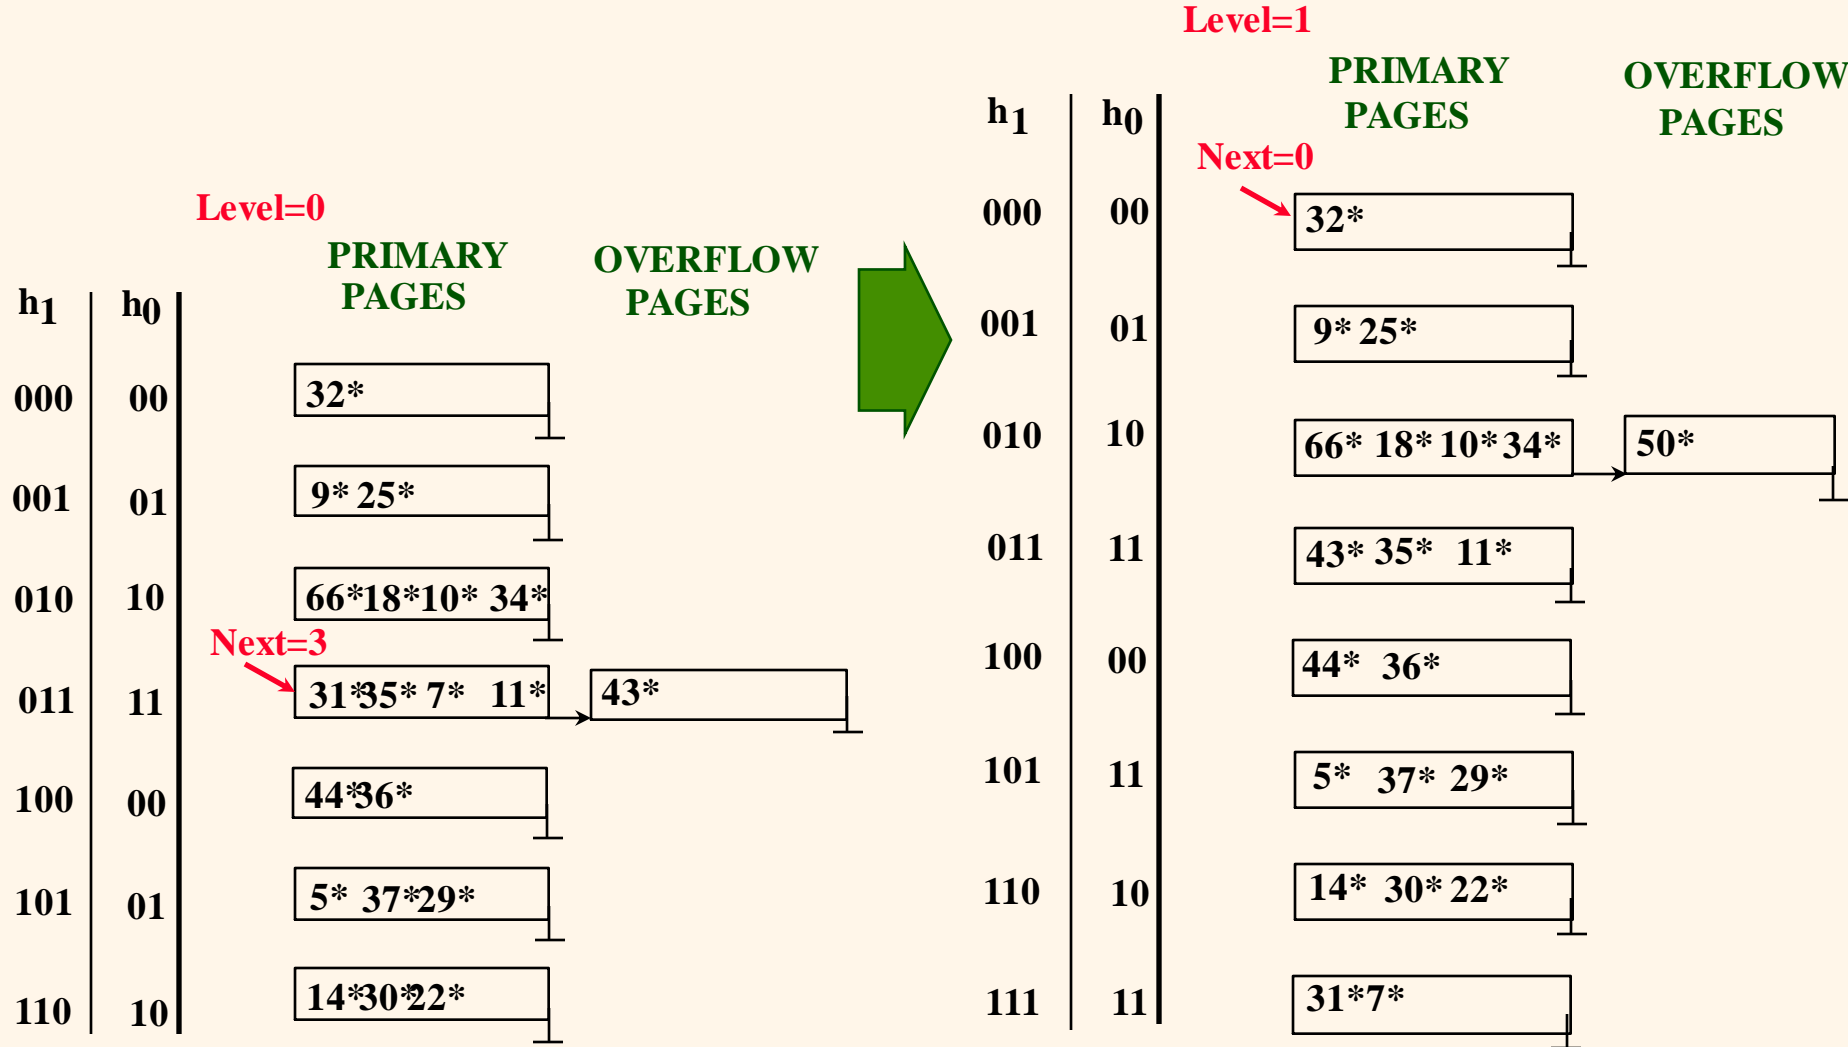 Level=0
PRIMARY OVERFLOW
PAGES PAGES
h1 h0
000 00 32*
001 01 9* 25*
010 10 66* 18* 10* 34*
Next=3
011 11 31* 35* 7* 11* 43*
100 00 44* 36*
101 01 5* 37* 29*
110 10 14* 30* 22*
Level=1
PRIMARY OVERFLOW
PAGES PAGES
h1 h0
Next=0
000 00 32*
001 01 9* 25*
010 10 66* 18* 10* 34* 50*
011 11 43* 35* 11*
100 00 44* 36*
101 11 5* 37* 29*
110 10 14* 30* 22*
111 11 31* 7*